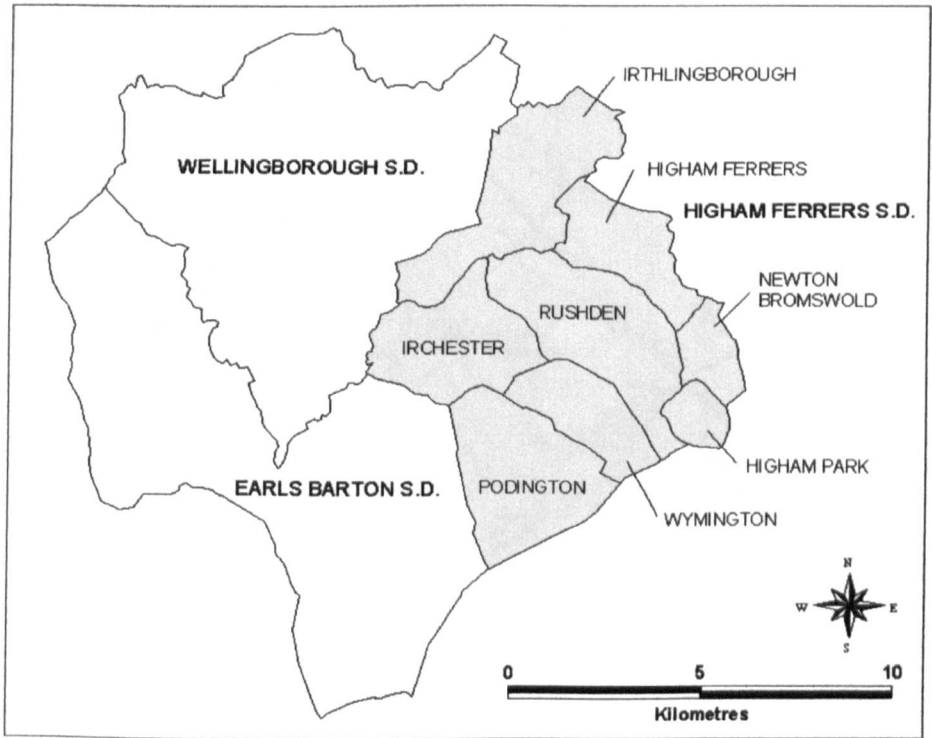 IRTHLINGBOROUGH
WELLINGBOROUGH S.D.
HIGHAM FERRERS
HIGHAM FERRERS S.D.
NEWTON
BROMSWOLD
RUSHDEN
IRCHESTER
HIGHAM PARK
EARLS BARTON S.D.
PODINGTON
WYMINGTON
N
W
E
S
0
5
10
Kilometres